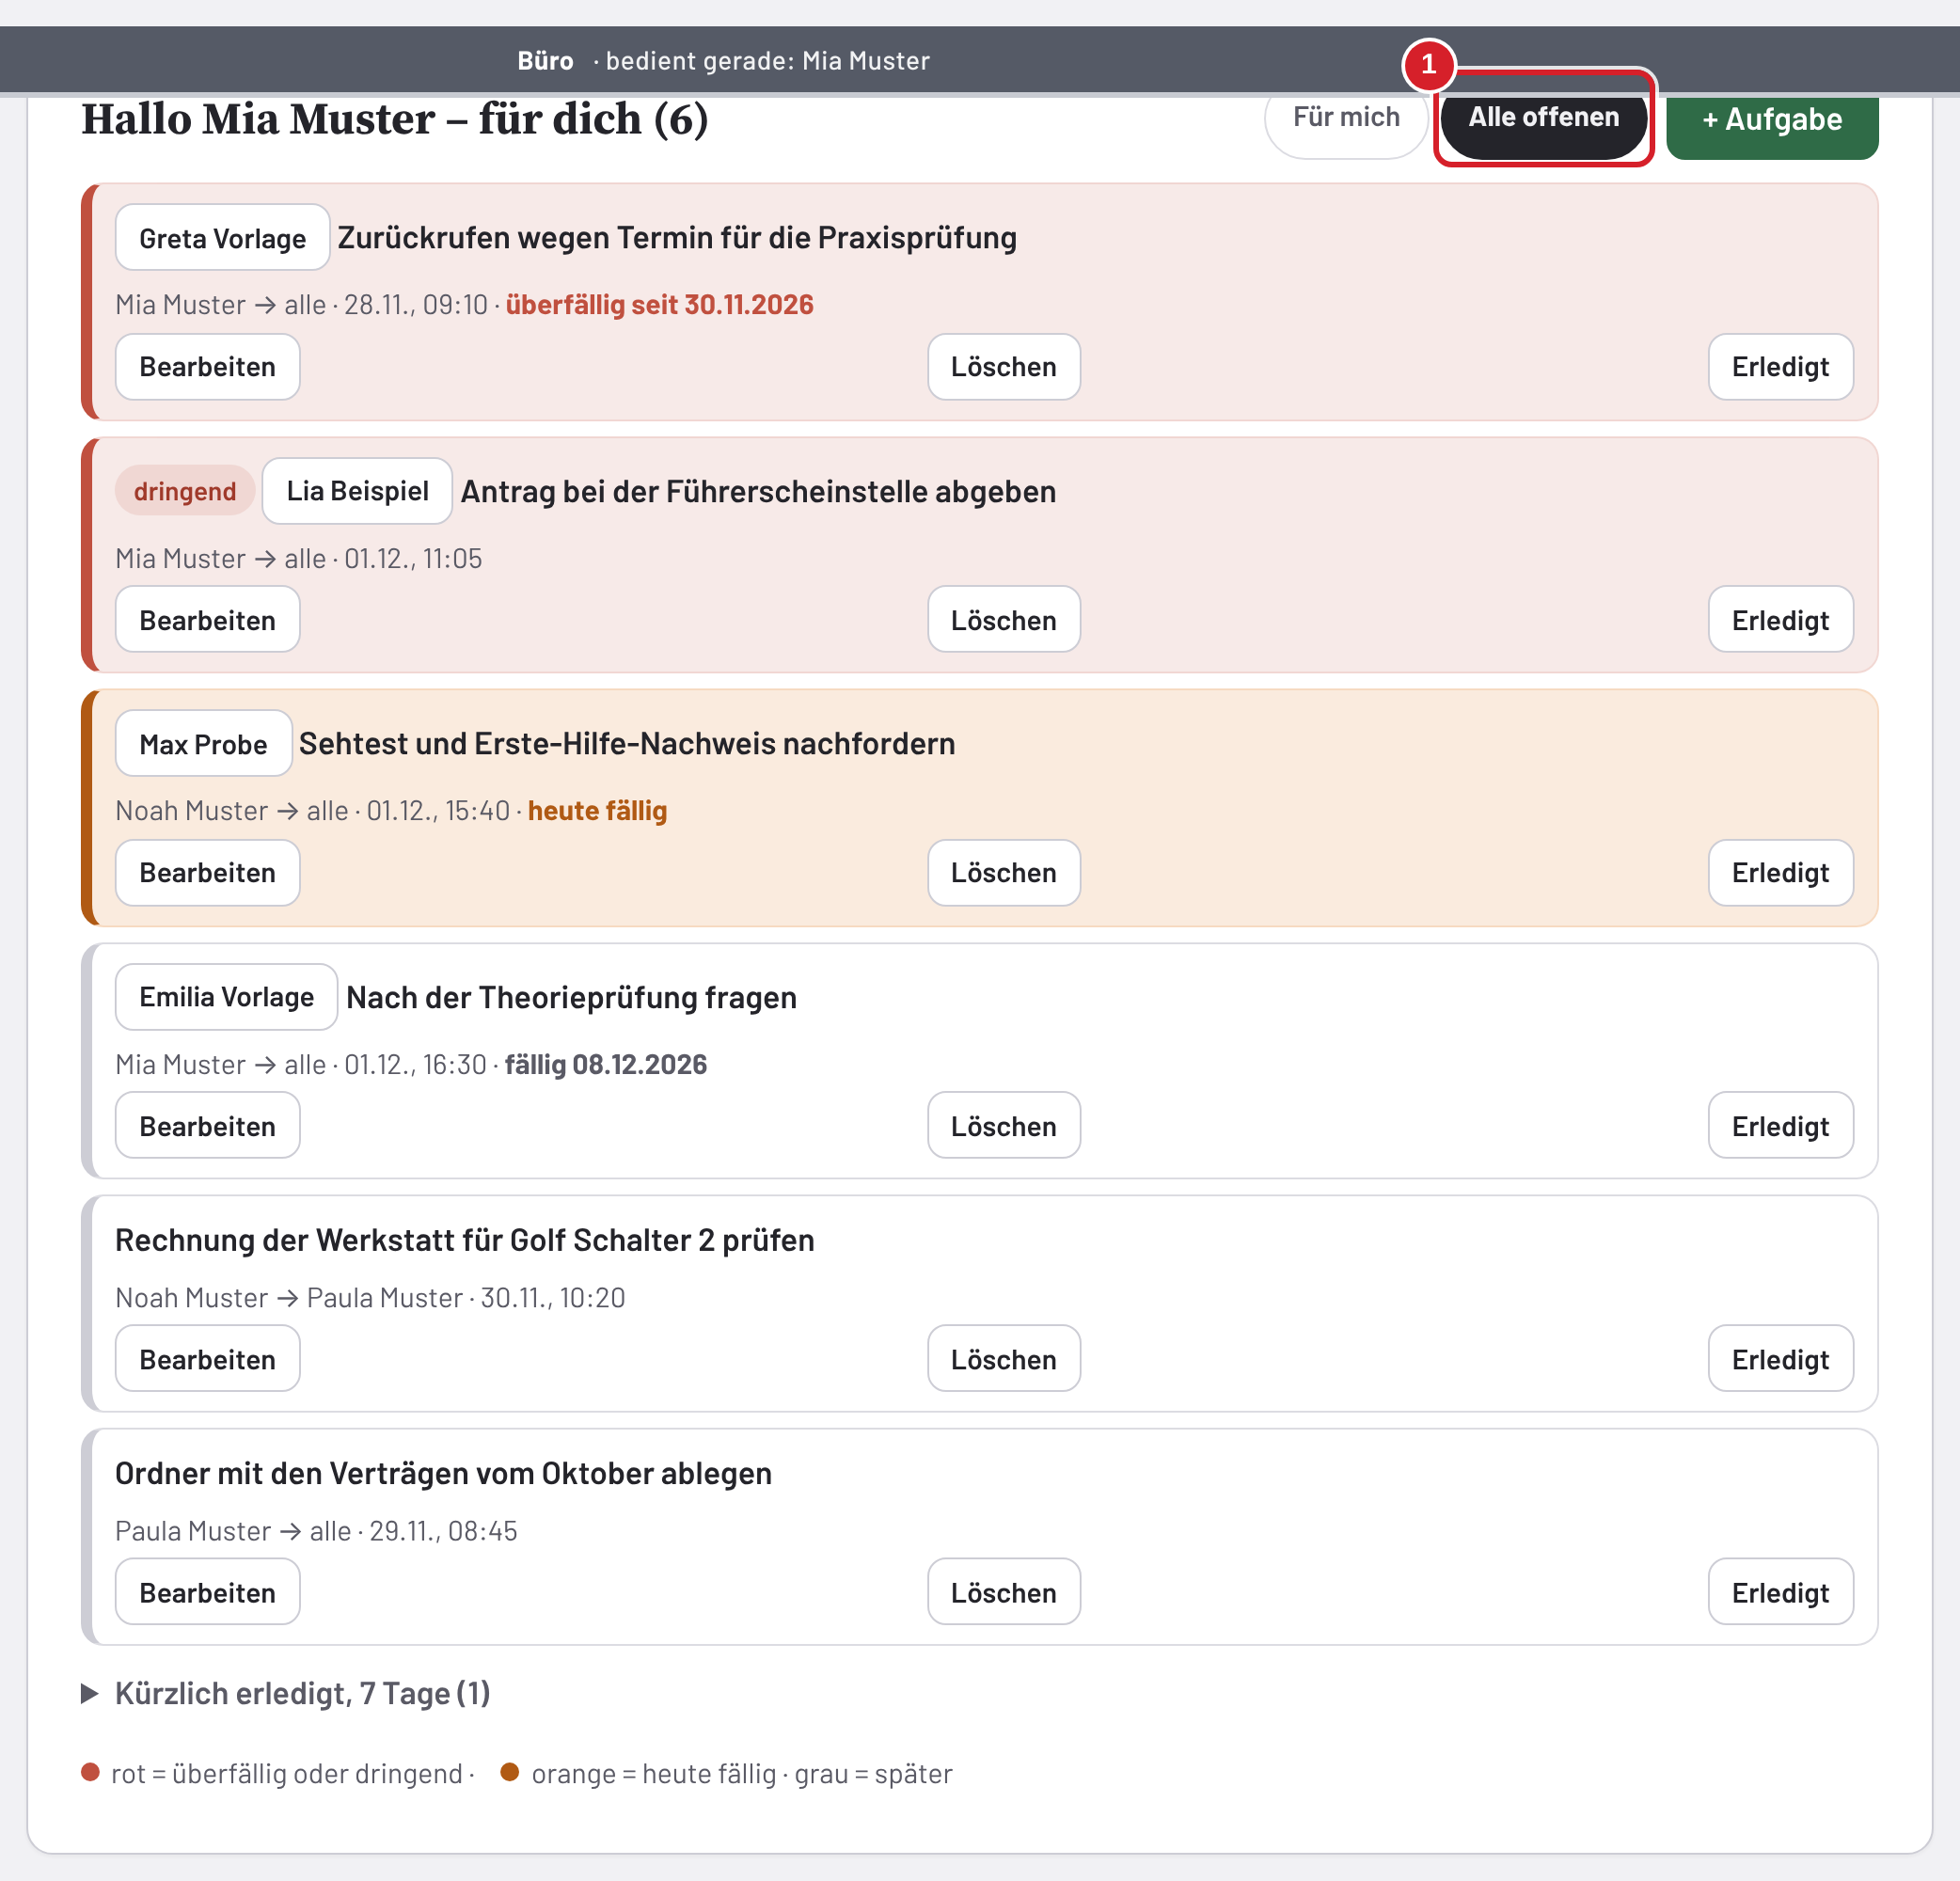 Büro · bedient gerade: Mia Muster
1
Hallo Mia Muster – für dich (6)
Für mich
Alle offenen
+ Aufgabe
Greta Vorlage Zurückrufen wegen Termin für die Praxisprüfung
Mia Muster → alle · 28.11., 09:10 · überfällig seit 30.11.2026
Bearbeiten Löschen Erledigt
dringend Lia Beispiel Antrag bei der Führerscheinstelle abgeben
Mia Muster → alle · 01.12., 11:05
Bearbeiten Löschen Erledigt
Max Probe Sehtest und Erste-Hilfe-Nachweis nachfordern
Noah Muster → alle · 01.12., 15:40 · heute fällig
Bearbeiten Löschen Erledigt
Emilia Vorlage Nach der Theorieprüfung fragen
Mia Muster → alle · 01.12., 16:30 · fällig 08.12.2026
Bearbeiten Löschen Erledigt
Rechnung der Werkstatt für Golf Schalter 2 prüfen
Noah Muster → Paula Muster · 30.11., 10:20
Bearbeiten Löschen Erledigt
Ordner mit den Verträgen vom Oktober ablegen
Paula Muster → alle · 29.11., 08:45
Bearbeiten Löschen Erledigt
▶ Kürzlich erledigt, 7 Tage (1)
rot = überfällig oder dringend · orange = heute fällig · grau = später